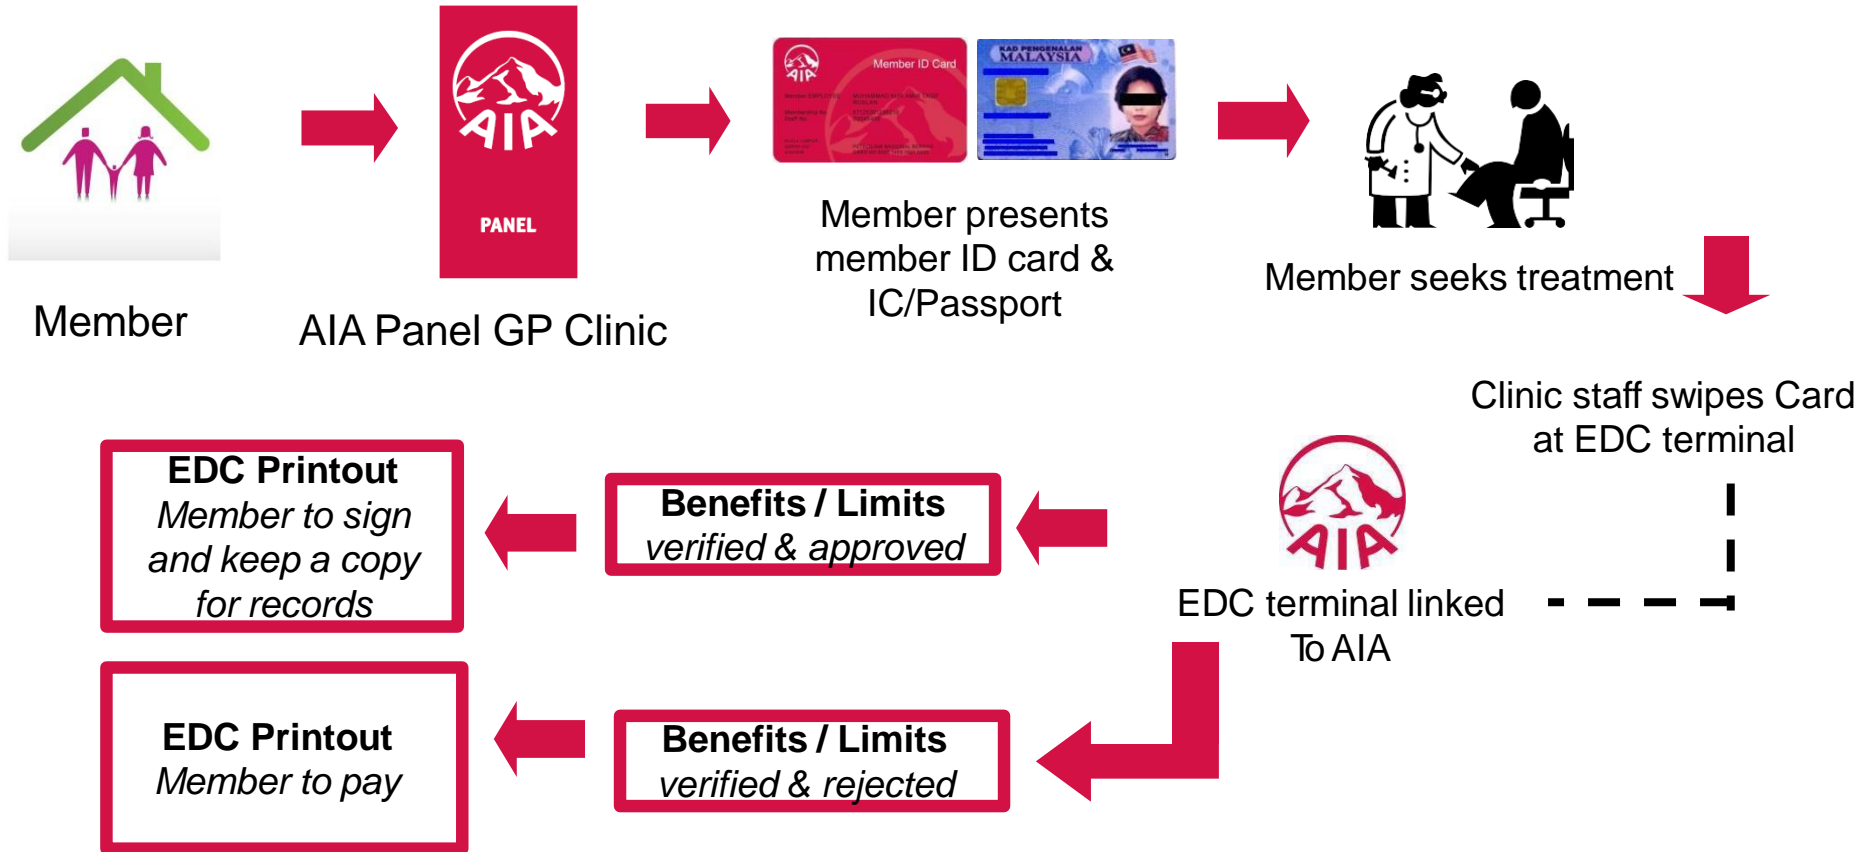 AIA
PANEL
AIA
Member ID Card
KAD PENGENALAN
MALAYSIA
Member
AIA Panel GP Clinic
Member presents
member ID card &
IC/Passport
Member seeks treatment
Clinic staff swipes Card
at EDC terminal
AIA
EDC terminal linked
To AIA
Benefits / Limits
verified & approved
EDC Printout
Member to sign
and keep a copy
for records
Benefits / Limits
verified & rejected
EDC Printout
Member to pay